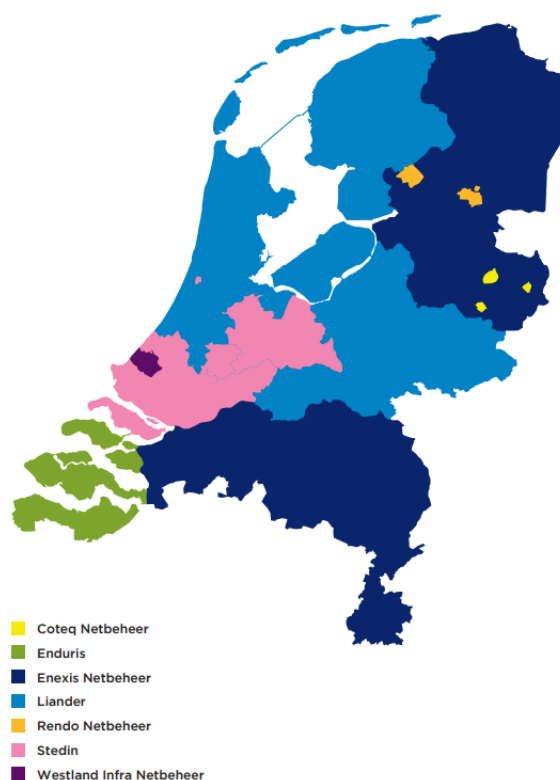 Coteq Netbeheer
Enduris
Enexis Netbeheer
Liander
Rendo Netbeheer
Stedin
Westland Infra Netbeheer